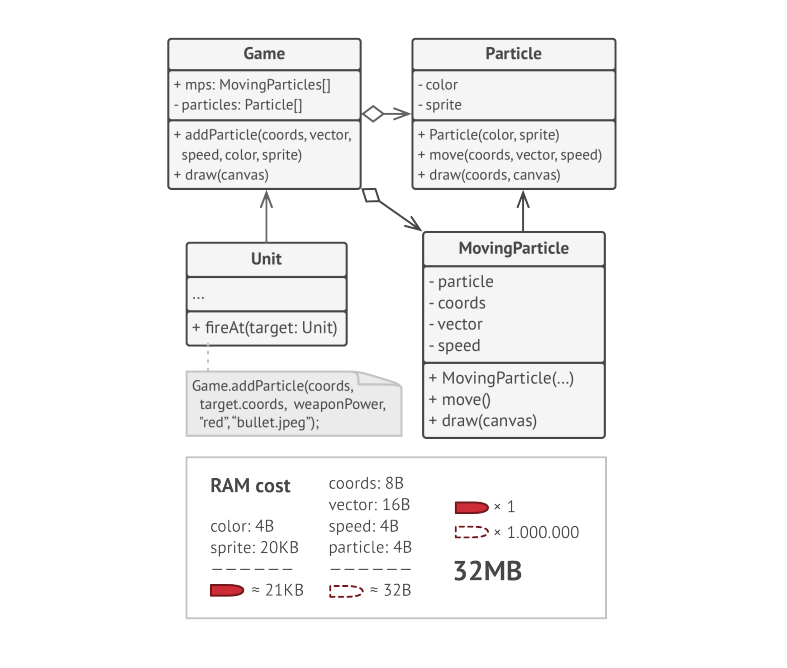 Game
+ mps: MovingParticles[]
- particles: Particle[]
+ addParticle(coords, vector,
speed, color, sprite)
+ draw(canvas)
Particle
- color
- sprite
+ Particle(color, sprite)
+ move(coords, vector, speed)
+ draw(coords, canvas)
Unit
...
+ fireAt(target: Unit)
Game.addParticle(coords,
target.coords, weaponPower,
"red",“bullet.jpeg”);
MovingParticle
- particle
- coords
- vector
- speed
+ MovingParticle(...)
+ move()
+ draw(canvas)
RAM cost
color: 4B
sprite: 20KB
------
≈ 21KB
coords: 8B
vector: 16B
speed: 4B
particle: 4B
------
≈ 32B
× 1
× 1.000.000
32MB